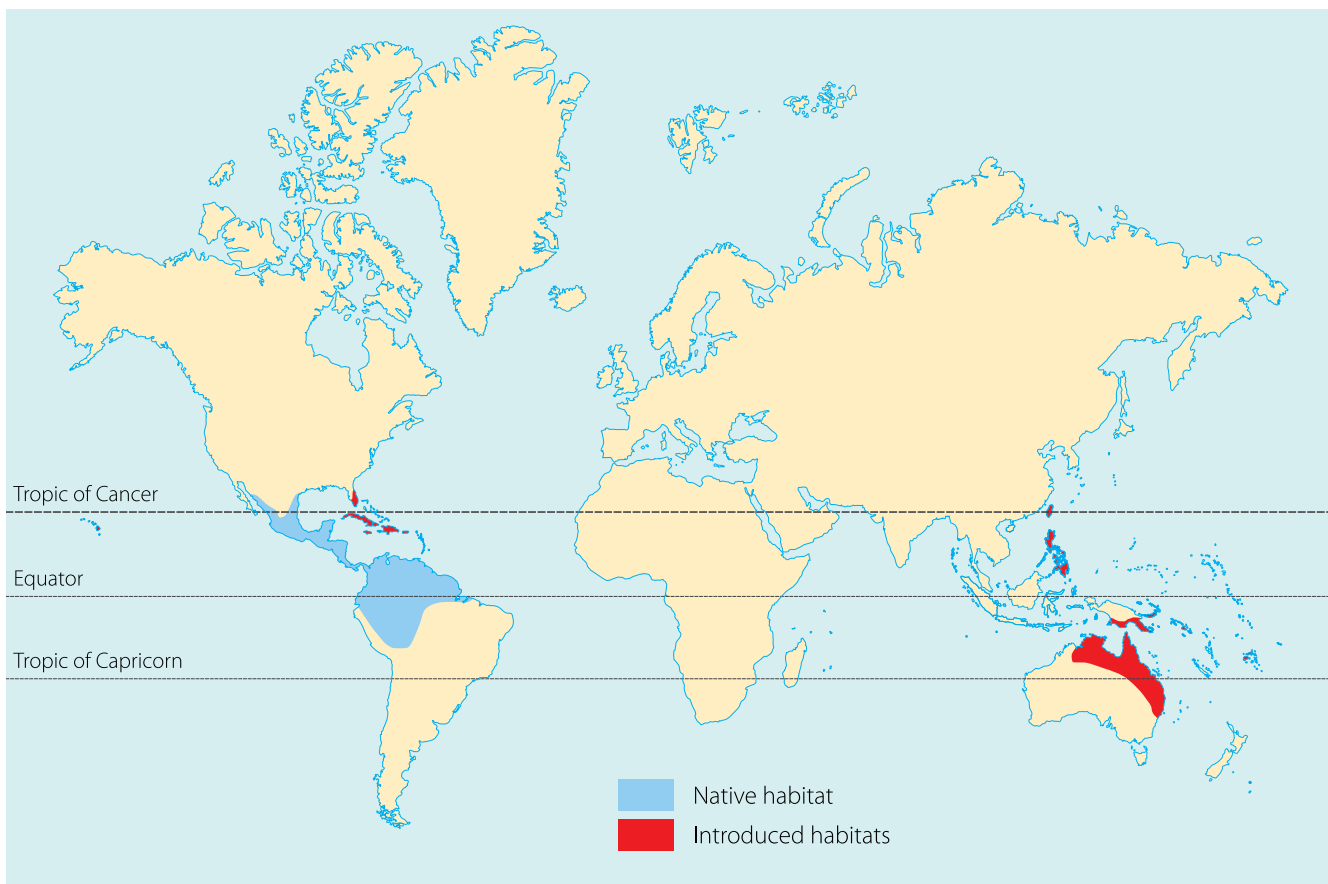 Tropic of Cancer
Equator
Tropic of Capricorn
Native habitat
Introduced habitats